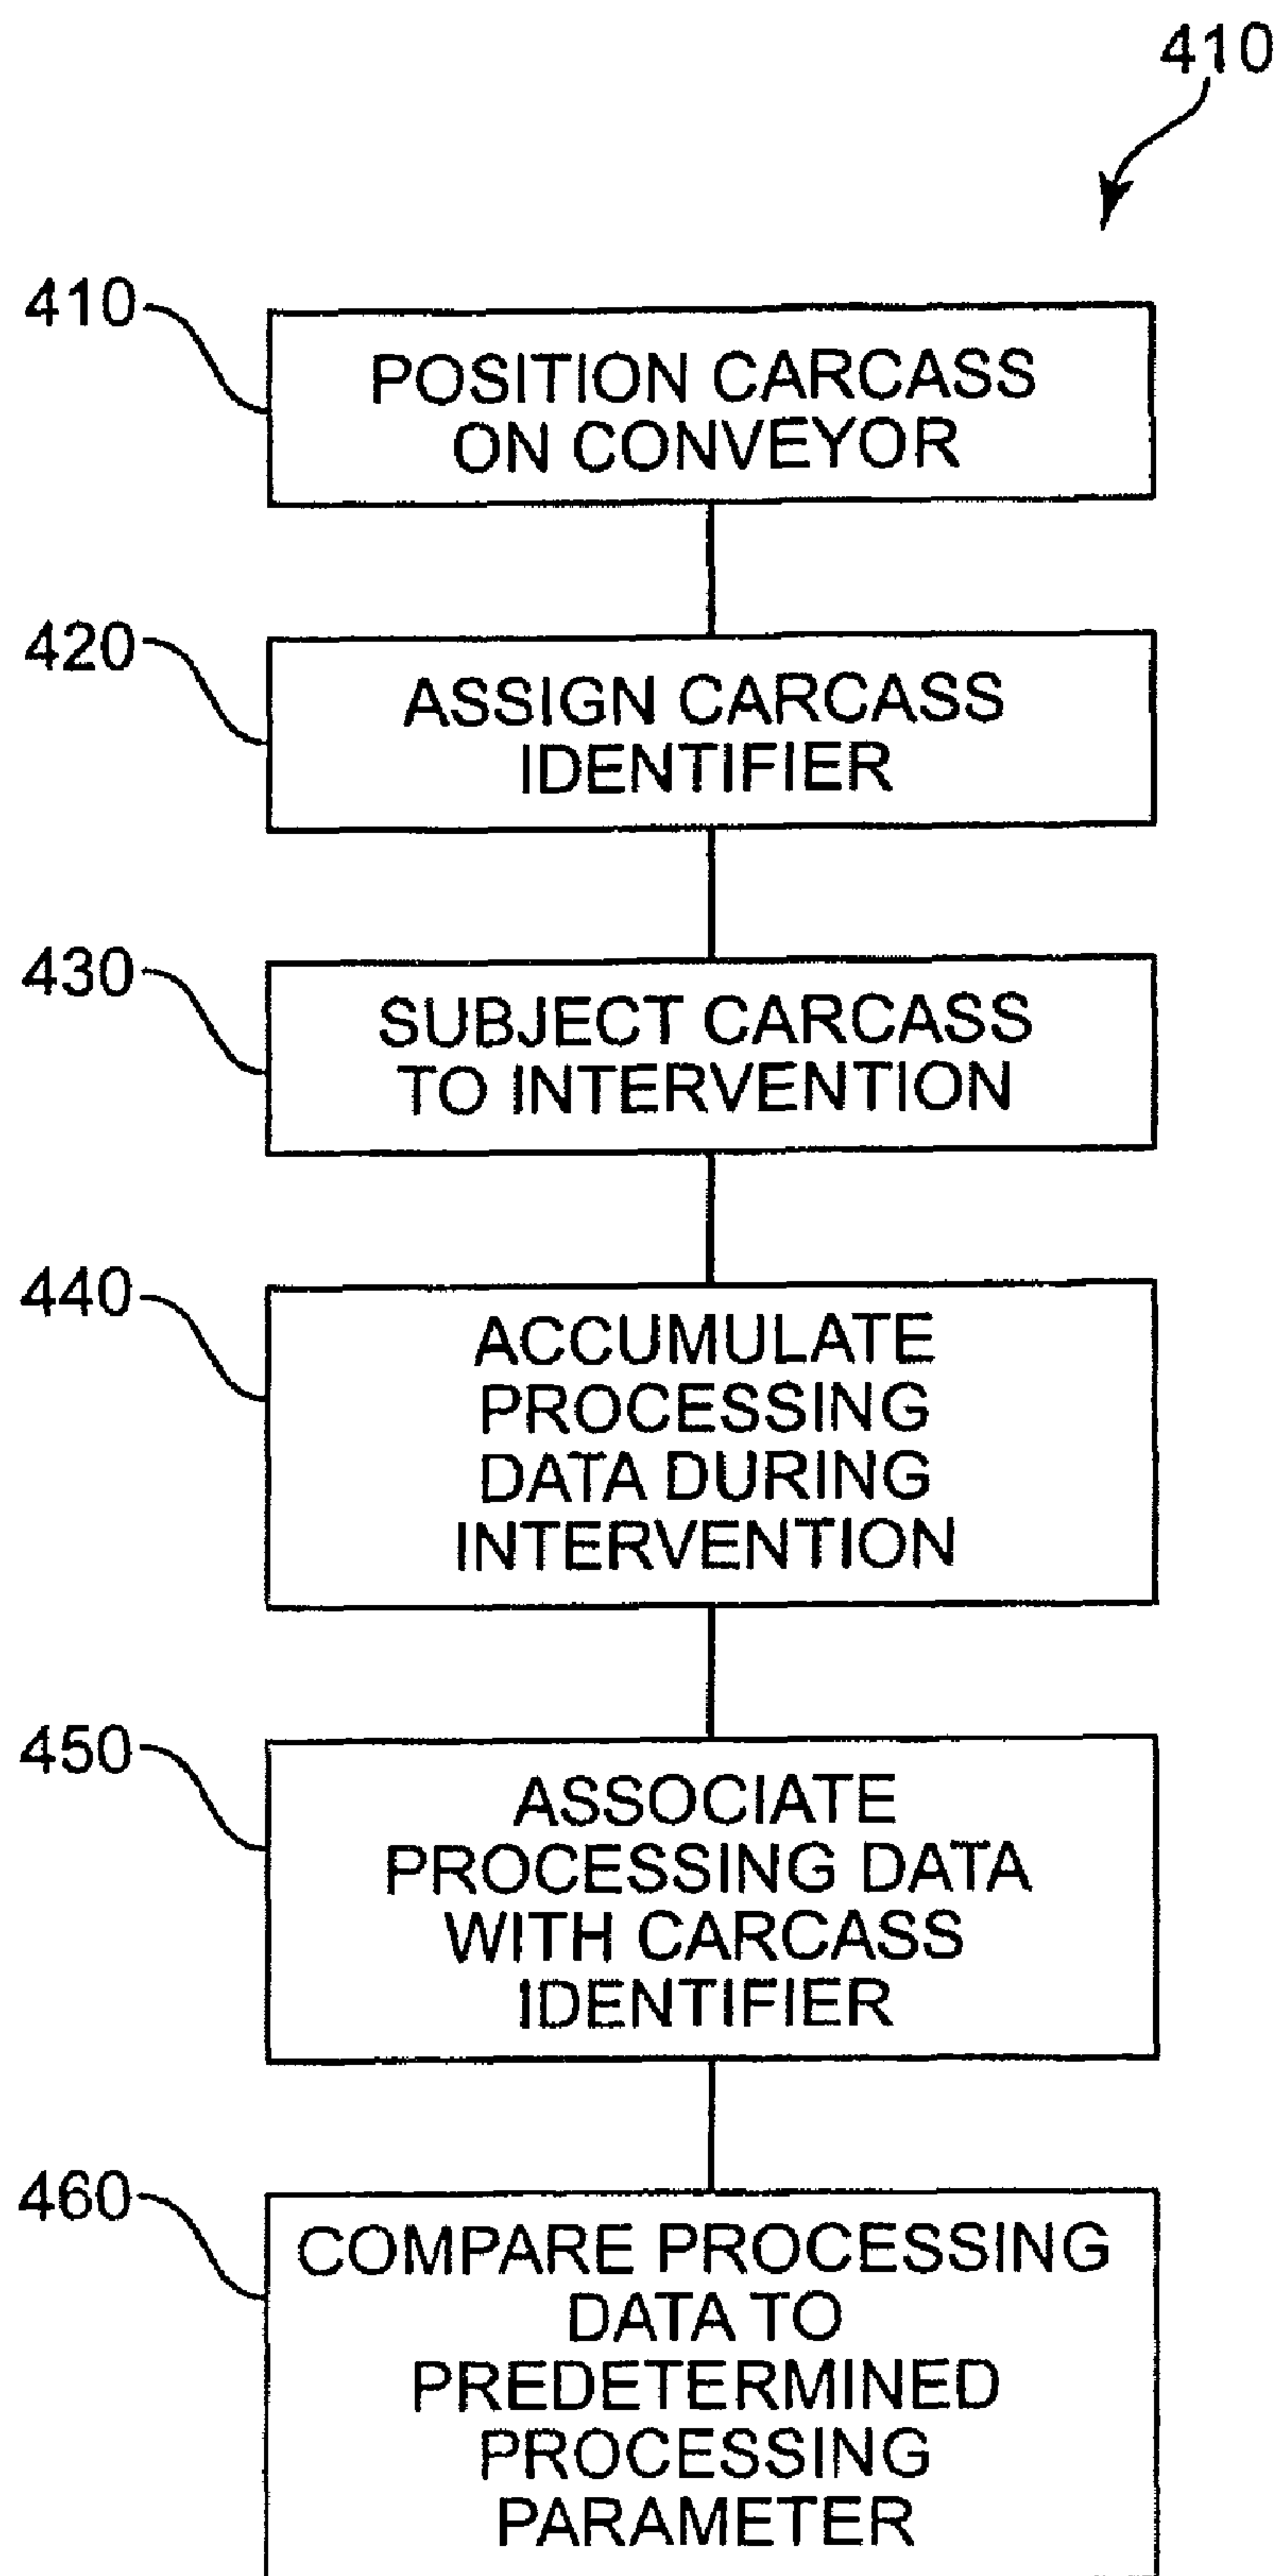 410
410
POSITION CARCASS
ON CONVEYOR
420
ASSIGN CARCASS
IDENTIFIER
430
SUBJECT CARCASS
TO INTERVENTION
440
ACCUMULATE
PROCESSING
DATA DURING
INTERVENTION
450
ASSOCIATE
PROCESSING DATA
WITH CARCASS
IDENTIFIER
460
COMPARE PROCESSING
DATA TO
PREDETERMINED
PROCESSING
PARAMETER